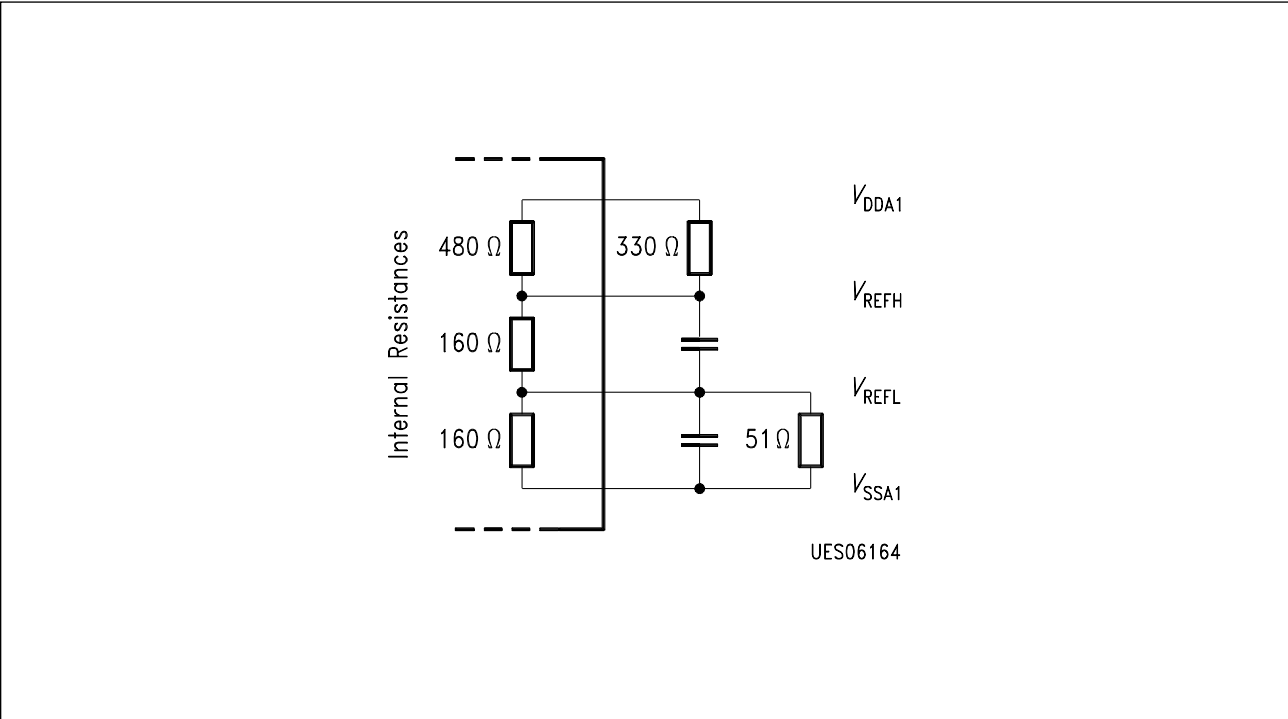 V_DDA1
480 Ω
330 Ω
V_REFH
Internal Resistances
160 Ω
V_REFL
160 Ω
51 Ω
V_SSA1
UES06164